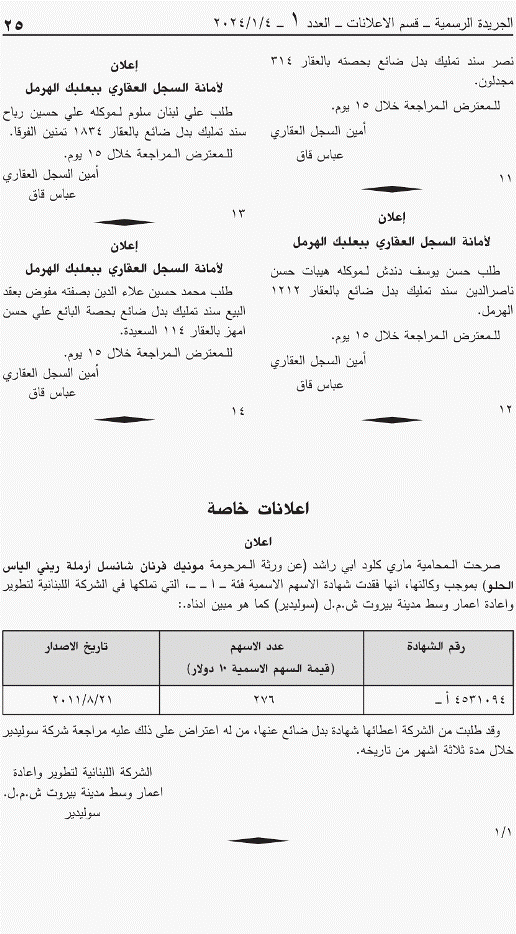 الجريدة الرسمية – قسم الاعلانات – العدد ١ – ٢٠٢٤/١/٤
٢٥
نصر سند تمليك بدل ضائع بحصته بالعقار ٣١٤
مجدلون.
للمعترض المراجعة خلال ١٥ يوم.
أمين السجل العقاري
عباس قاق
١١
إعلان
لأمانة السجل العقاري ببعلبك الهرمل
طلب حسن يوسف دندش لموكله هيبات حسن
ناصرالدين سند تمليك بدل ضائع بالعقار ١٢١٢
الهرمل.
للمعترض المراجعة خلال ١٥ يوم.
أمين السجل العقاري
عباس قاق
١٢
إعلان
لأمانة السجل العقاري ببعلبك الهرمل
طلب علي لبنان سلوم لموكله علي حسين رباح
سند تمليك بدل ضائع بالعقار ١٨٣٤ تمنين الفوقا.
للمعترض المراجعة خلال ١٥ يوم.
أمين السجل العقاري
عباس قاق
١٣
إعلان
لأمانة السجل العقاري ببعلبك الهرمل
طلب محمد حسين علاء الدين بصفته مفوض بعقد
البيع سند تمليك بدل ضائع بحصة البائع علي حسن
امهز بالعقار ١١٤ السعيدة.
للمعترض المراجعة خلال ١٥ يوم.
أمين السجل العقاري
عباس قاق
١٤
اعلانات خاصة
اعلان
صرحت المحامية ماري كلود ابي راشد (عن ورثة المرحومة مونيك فرنان شانسل أرملة ريني الياس
الحلو) بموجب وكالتها، انها فقدت شهادة الاسهم الاسمية فئة – أ –، التي تملكها في الشركة اللبنانية لتطوير
واعادة اعمار وسط مدينة بيروت ش.م.ل (سوليدير) كما هو مبين ادناه.:
رقم الشهادة
عدد الاسهم
(قيمة السهم الاسمية ١٠ دولار)
تاريخ الاصدار
٤٥٣١٠٩٤ أ–
٢٧٦
٢٠١١/٨/٢١
وقد طلبت من الشركة اعطائها شهادة بدل ضائع عنها، من له اعتراض على ذلك عليه مراجعة شركة سوليدير
خلال مدة ثلاثة اشهر من تاريخه.
الشركة اللبنانية لتطوير واعادة
اعمار وسط مدينة بيروت ش.م.ل.
سوليدير
١/١